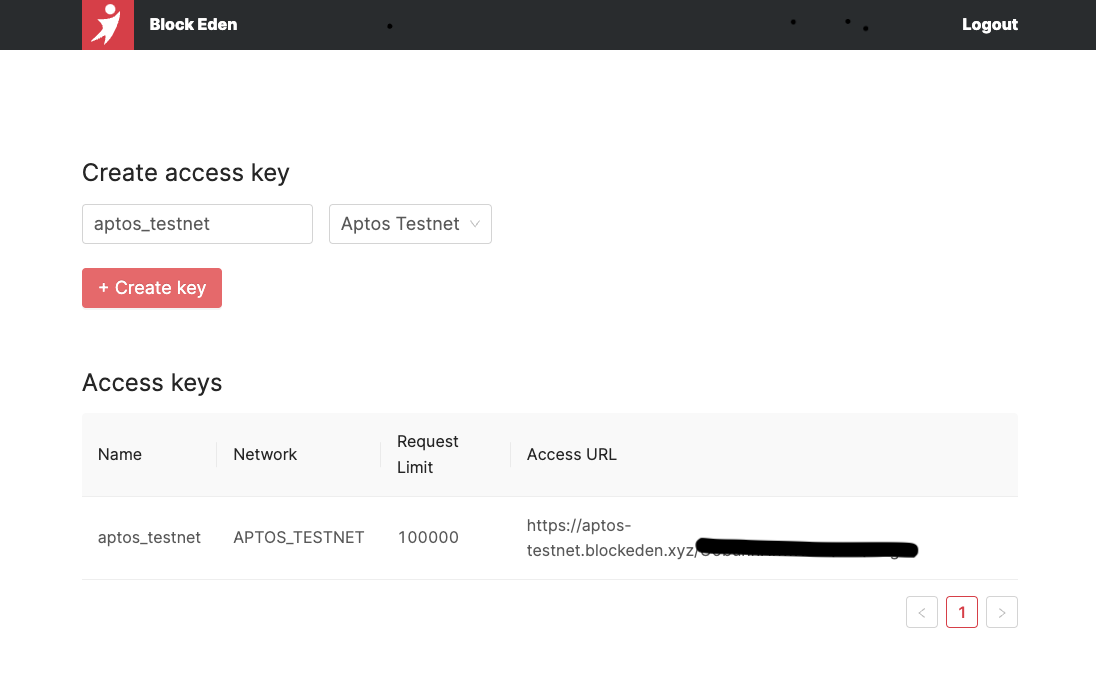 Block Eden
Logout
Create access key
aptos_testnet
Aptos Testnet
+ Create key
Access keys
Name
Network
Request
Limit
Access URL
aptos_testnet
APTOS_TESTNET
100000
https://aptos-
testnet.blockeden.xyz/
<
1
>